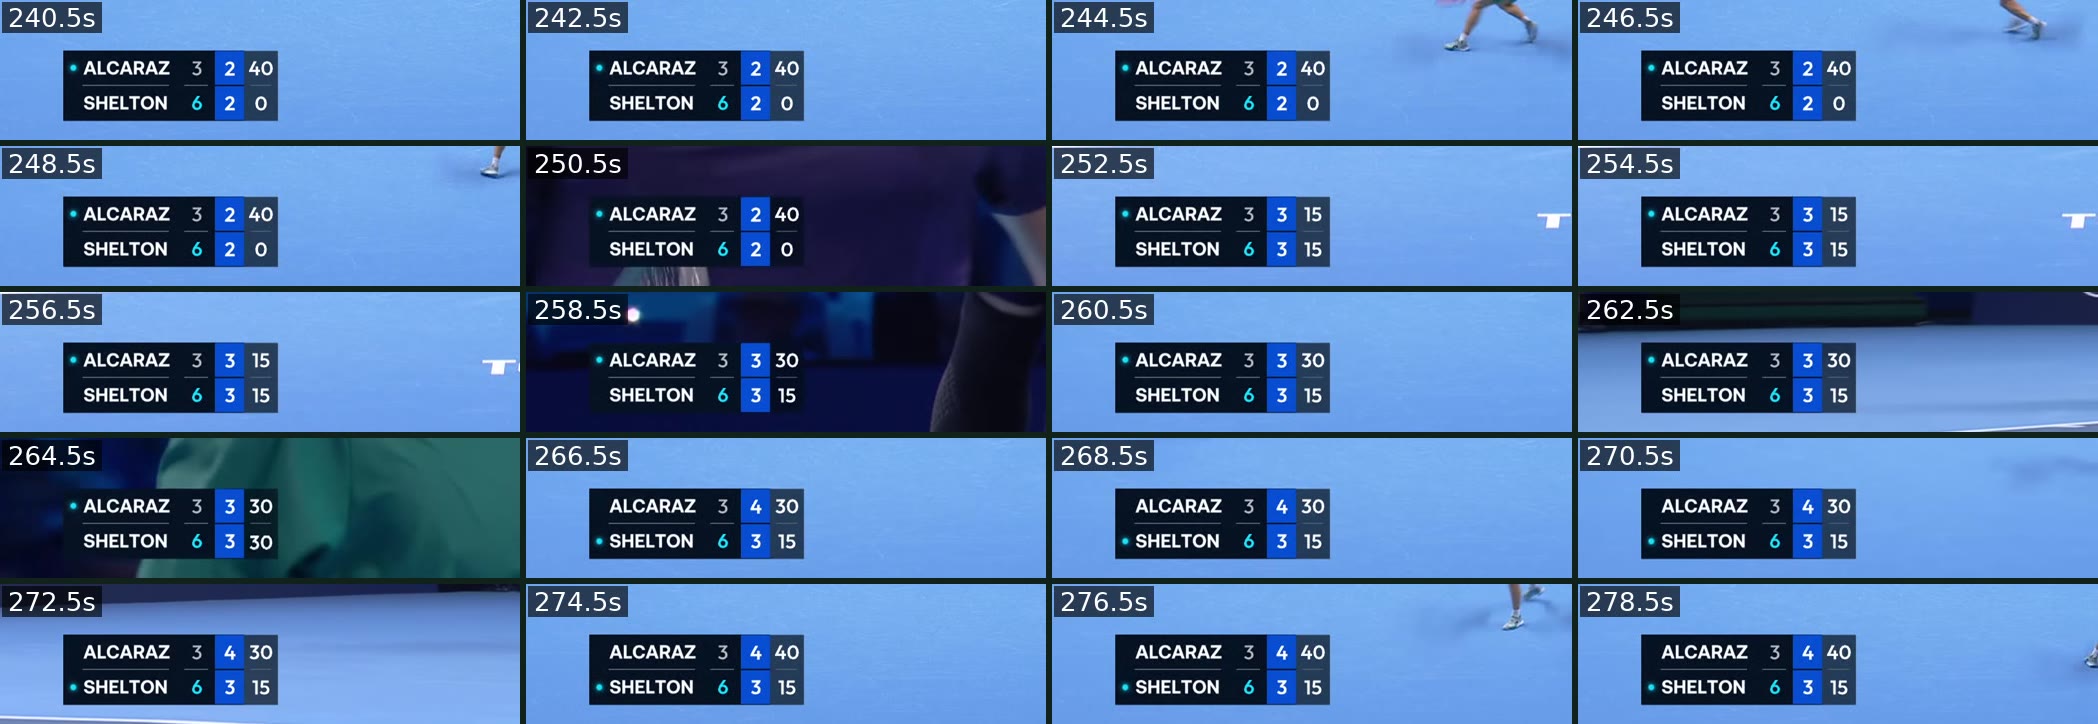 240.5s
ALCARAZ 3 2 40
SHELTON 6 2 0
242.5s
ALCARAZ 3 2 40
SHELTON 6 2 0
244.5s
ALCARAZ 3 2 40
SHELTON 6 2 0
246.5s
ALCARAZ 3 2 40
SHELTON 6 2 0
248.5s
ALCARAZ 3 2 40
SHELTON 6 2 0
250.5s
ALCARAZ 3 2 40
SHELTON 6 2 0
252.5s
ALCARAZ 3 3 15
SHELTON 6 3 15
254.5s
ALCARAZ 3 3 15
SHELTON 6 3 15
256.5s
ALCARAZ 3 3 15
SHELTON 6 3 15
258.5s
ALCARAZ 3 3 30
SHELTON 6 3 15
260.5s
ALCARAZ 3 3 30
SHELTON 6 3 15
262.5s
ALCARAZ 3 3 30
SHELTON 6 3 15
264.5s
ALCARAZ 3 3 30
SHELTON 6 3 30
266.5s
ALCARAZ 3 4 30
SHELTON 6 3 15
268.5s
ALCARAZ 3 4 30
SHELTON 6 3 15
270.5s
ALCARAZ 3 4 30
SHELTON 6 3 15
272.5s
ALCARAZ 3 4 30
SHELTON 6 3 15
274.5s
ALCARAZ 3 4 40
SHELTON 6 3 15
276.5s
ALCARAZ 3 4 40
SHELTON 6 3 15
278.5s
ALCARAZ 3 4 40
SHELTON 6 3 15